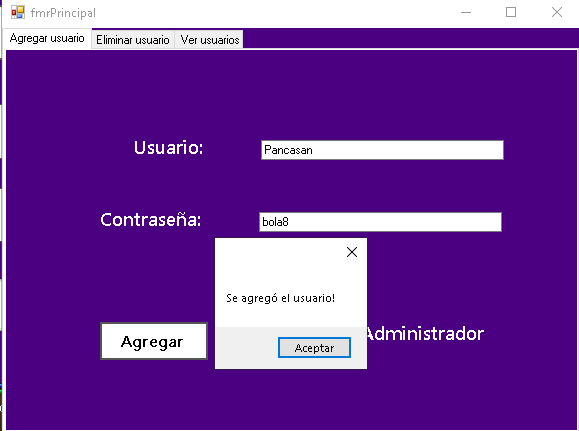 fmrPrincipal
Agregar usuario Eliminar usuario Ver usuarios
Usuario: Pancasan
Contraseña: bola8
Se agregó el usuario!
Agregar Administrador
Aceptar